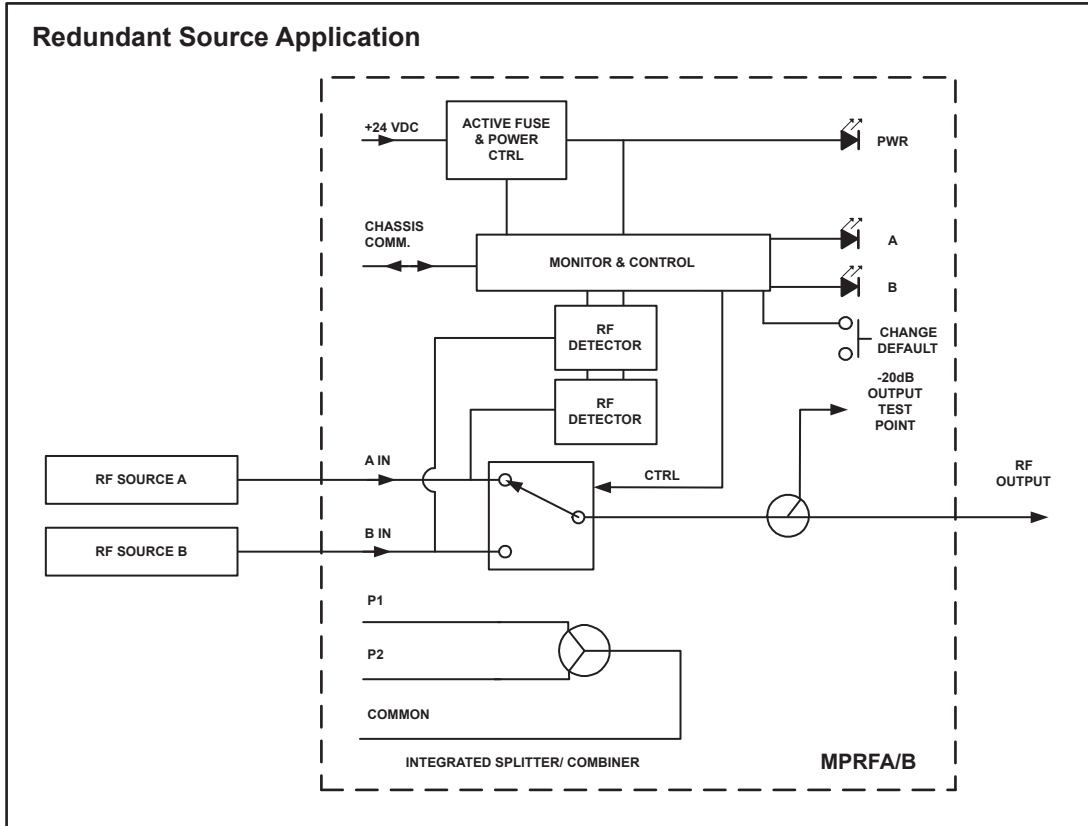 Redundant Source Application
+24 VDC
ACTIVE FUSE
& POWER
CTRL
PWR
CHASSIS
COMM.
MONITOR & CONTROL
A
B
RF
DETECTOR
CHANGE
DEFAULT
RF
DETECTOR
-20dB
OUTPUT
TEST
POINT
RF SOURCE A
A IN
CTRL
RF
OUTPUT
RF SOURCE B
B IN
P1
P2
COMMON
INTEGRATED SPLITTER/ COMBINER
MPRFA/B